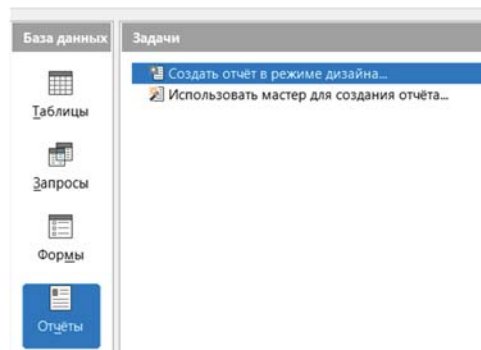 База данных
Задачи
Создать отчёт в режиме дизайна...
Использовать мастер для создания отчёта...
Таблицы
Запросы
Формы
Отчёты